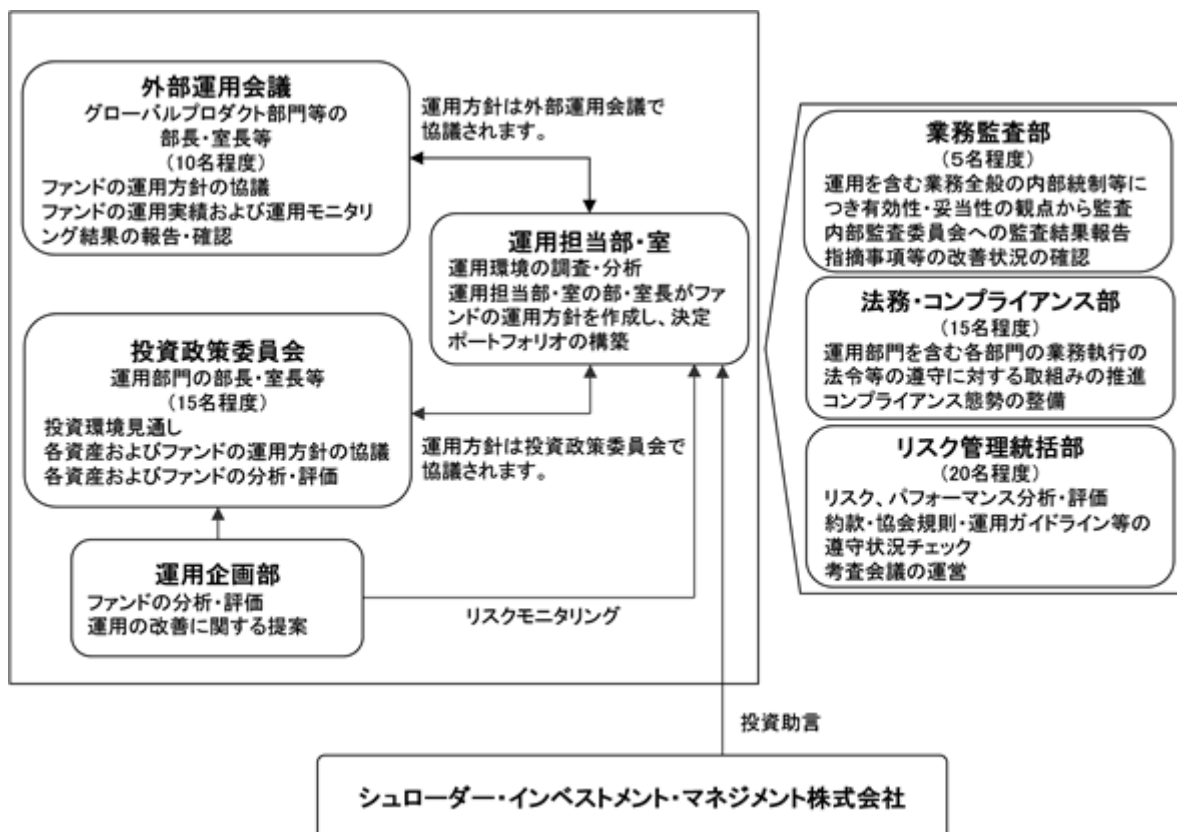 外部運用会議
グローバルプロダクト部門等の
部長・室長等
(10名程度)
ファンドの運用方針の協議
ファンドの運用実績および運用モニタリ
ング結果の報告・確認
運用方針は外部運用会議で
協議されます。
運用担当部・室
運用環境の調査・分析
運用担当部・室の部・室長がファ
ンドの運用方針を作成し、決定
ポートフォリオの構築
投資政策委員会
運用部門の部長・室長等
(15名程度)
投資環境見通し
各資産およびファンドの運用方針の協議
各資産およびファンドの分析・評価
運用方針は投資政策委員会で
協議されます。
運用企画部
ファンドの分析・評価
運用の改善に関する提案
リスクモニタリング
業務監査部
(5名程度)
運用を含む業務全般の内部統制等に
つき有効性・妥当性の観点から監査
内部監査委員会への監査結果報告
指摘事項等の改善状況の確認
法務・コンプライアンス部
(15名程度)
運用部門を含む各部門の業務執行の
法令等の遵守に対する取組みの推進
コンプライアンス態勢の整備
リスク管理統括部
(20名程度)
リスク、パフォーマンス分析・評価
約款・協会規則・運用ガイドライン等の
遵守状況チェック
考査会議の運営
投資助言
シュローダー・インベストメント・マネジメント株式会社